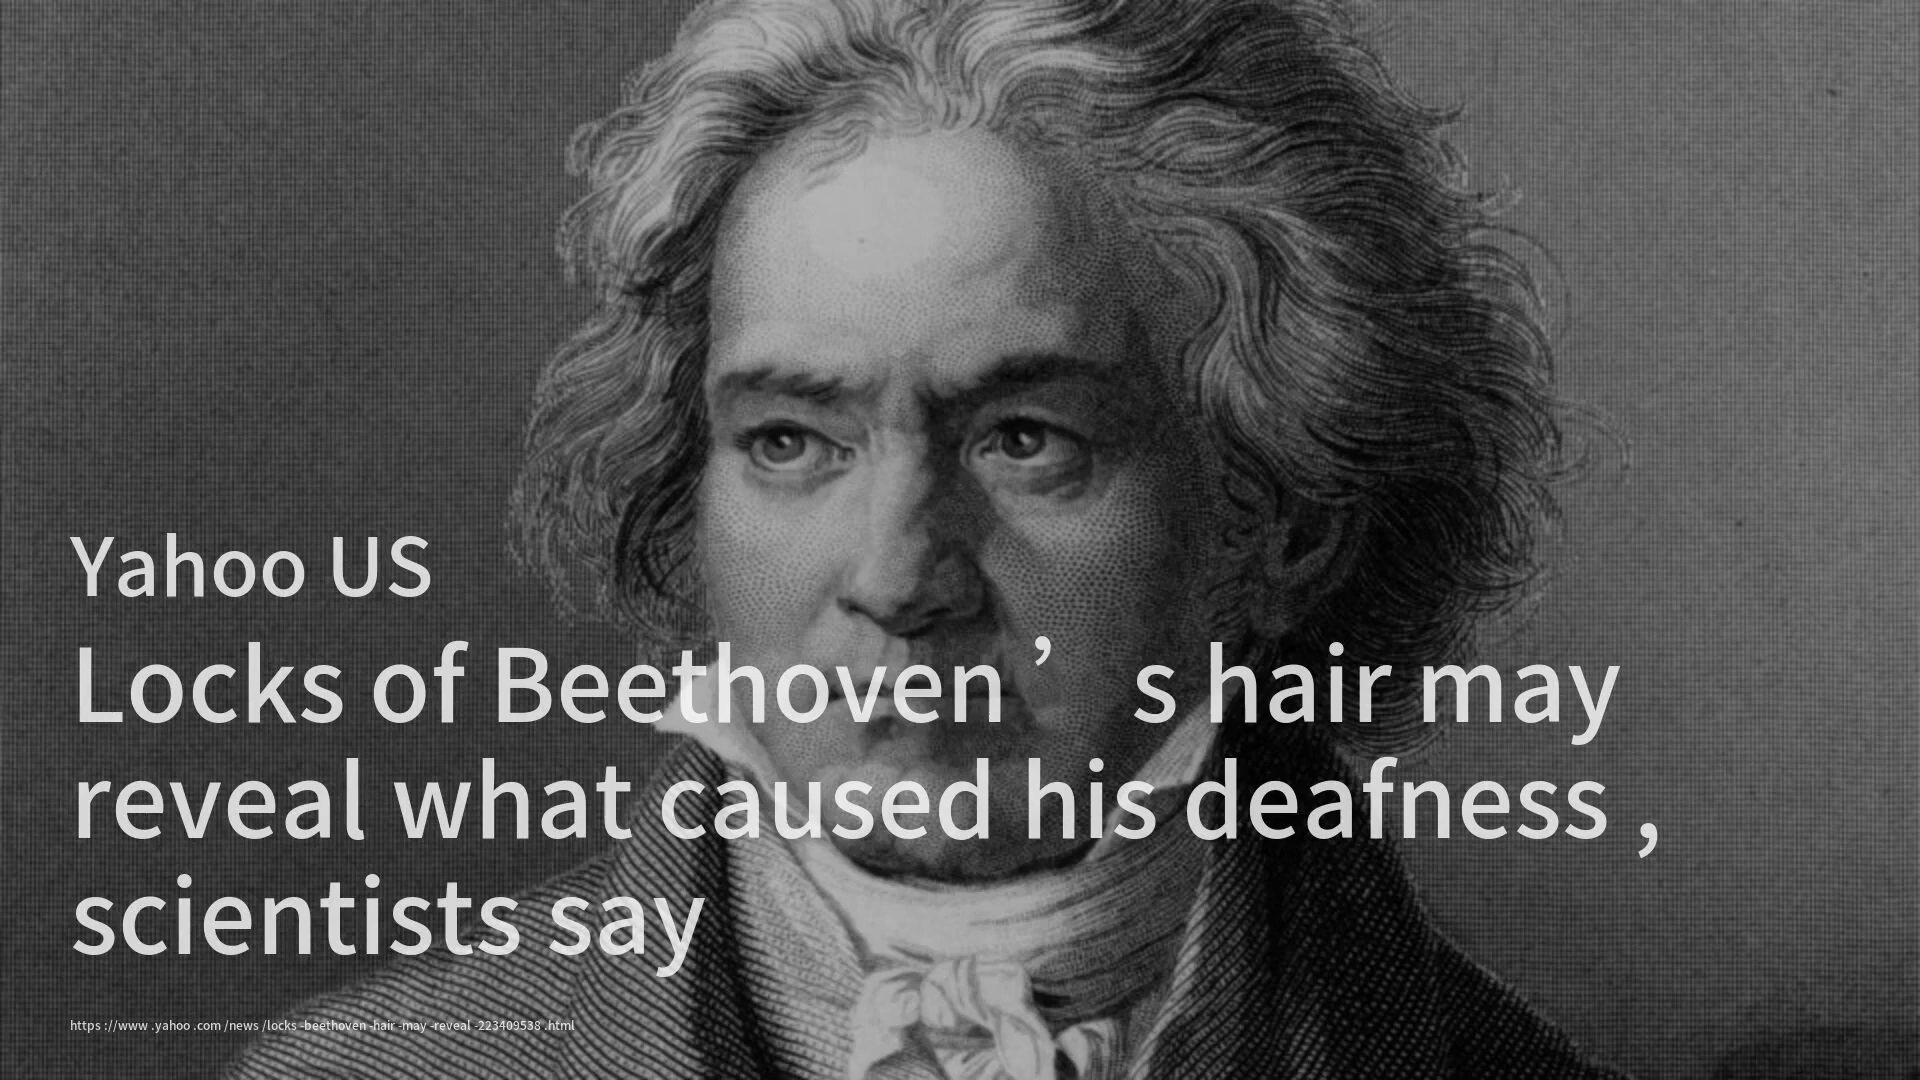 Yahoo US
Locks of Beethoven’s hair may
reveal what caused his deafness,
scientists say
https://www.yahoo.com/news/locks-beethoven-hair-may-reveal-223409538.html